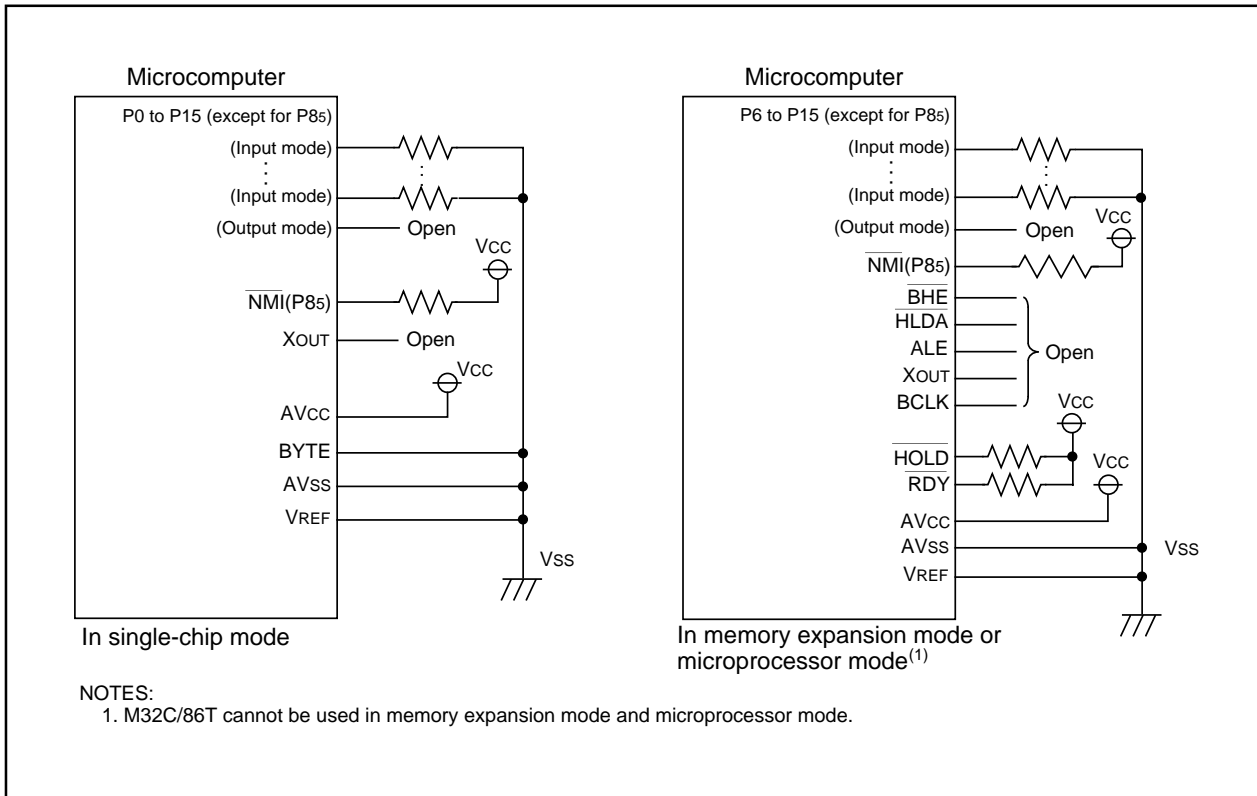 Microcomputer
P0 to P15 (except for P85)
(Input mode)
(Input mode)
(Output mode)
Open
VCC
NMI(P85)
XOUT
Open
VCC
AVCC
BYTE
AVSS
VREF
VSS
In single-chip mode
Microcomputer
P6 to P15 (except for P85)
(Input mode)
(Input mode)
(Output mode)
Open
VCC
NMI(P85)
BHE
HLDA
ALE
XOUT
BCLK
Open
VCC
HOLD
RDY
VCC
AVCC
AVSS
VREF
VSS
In memory expansion mode or
microprocessor mode(1)
NOTES:
1. M32C/86T cannot be used in memory expansion mode and microprocessor mode.